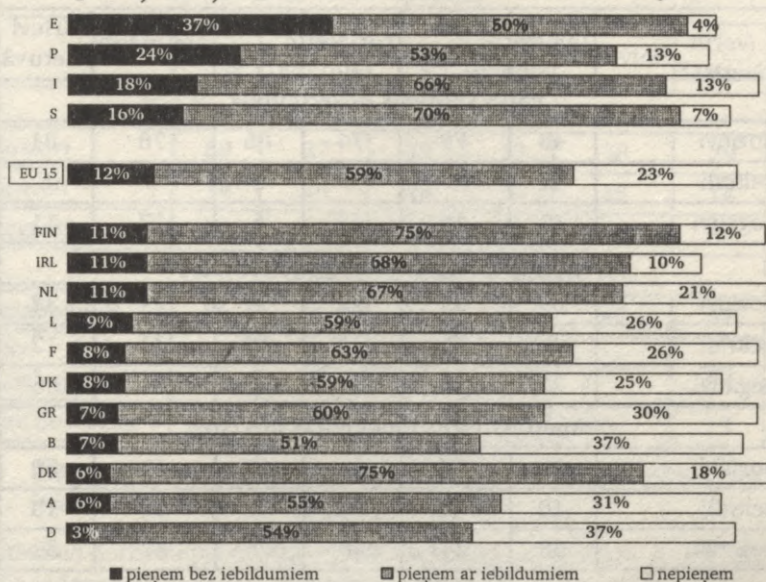 E 37% 50% 4%
P 24% 53% 13%
I 18% 66% 13%
S 16% 70% 7%
EU 15 12% 59% 23%
FIN 11% 75% 12%
IRL 11% 68% 10%
NL 11% 67% 21%
L 9% 59% 26%
F 8% 63% 26%
UK 8% 59% 25%
GR 7% 60% 30%
B 7% 51% 37%
DK 6% 75% 18%
A 6% 55% 31%
D 3% 54% 37%
pieņem bez iebildumiem pieņem ar iebildumiem nepieņem